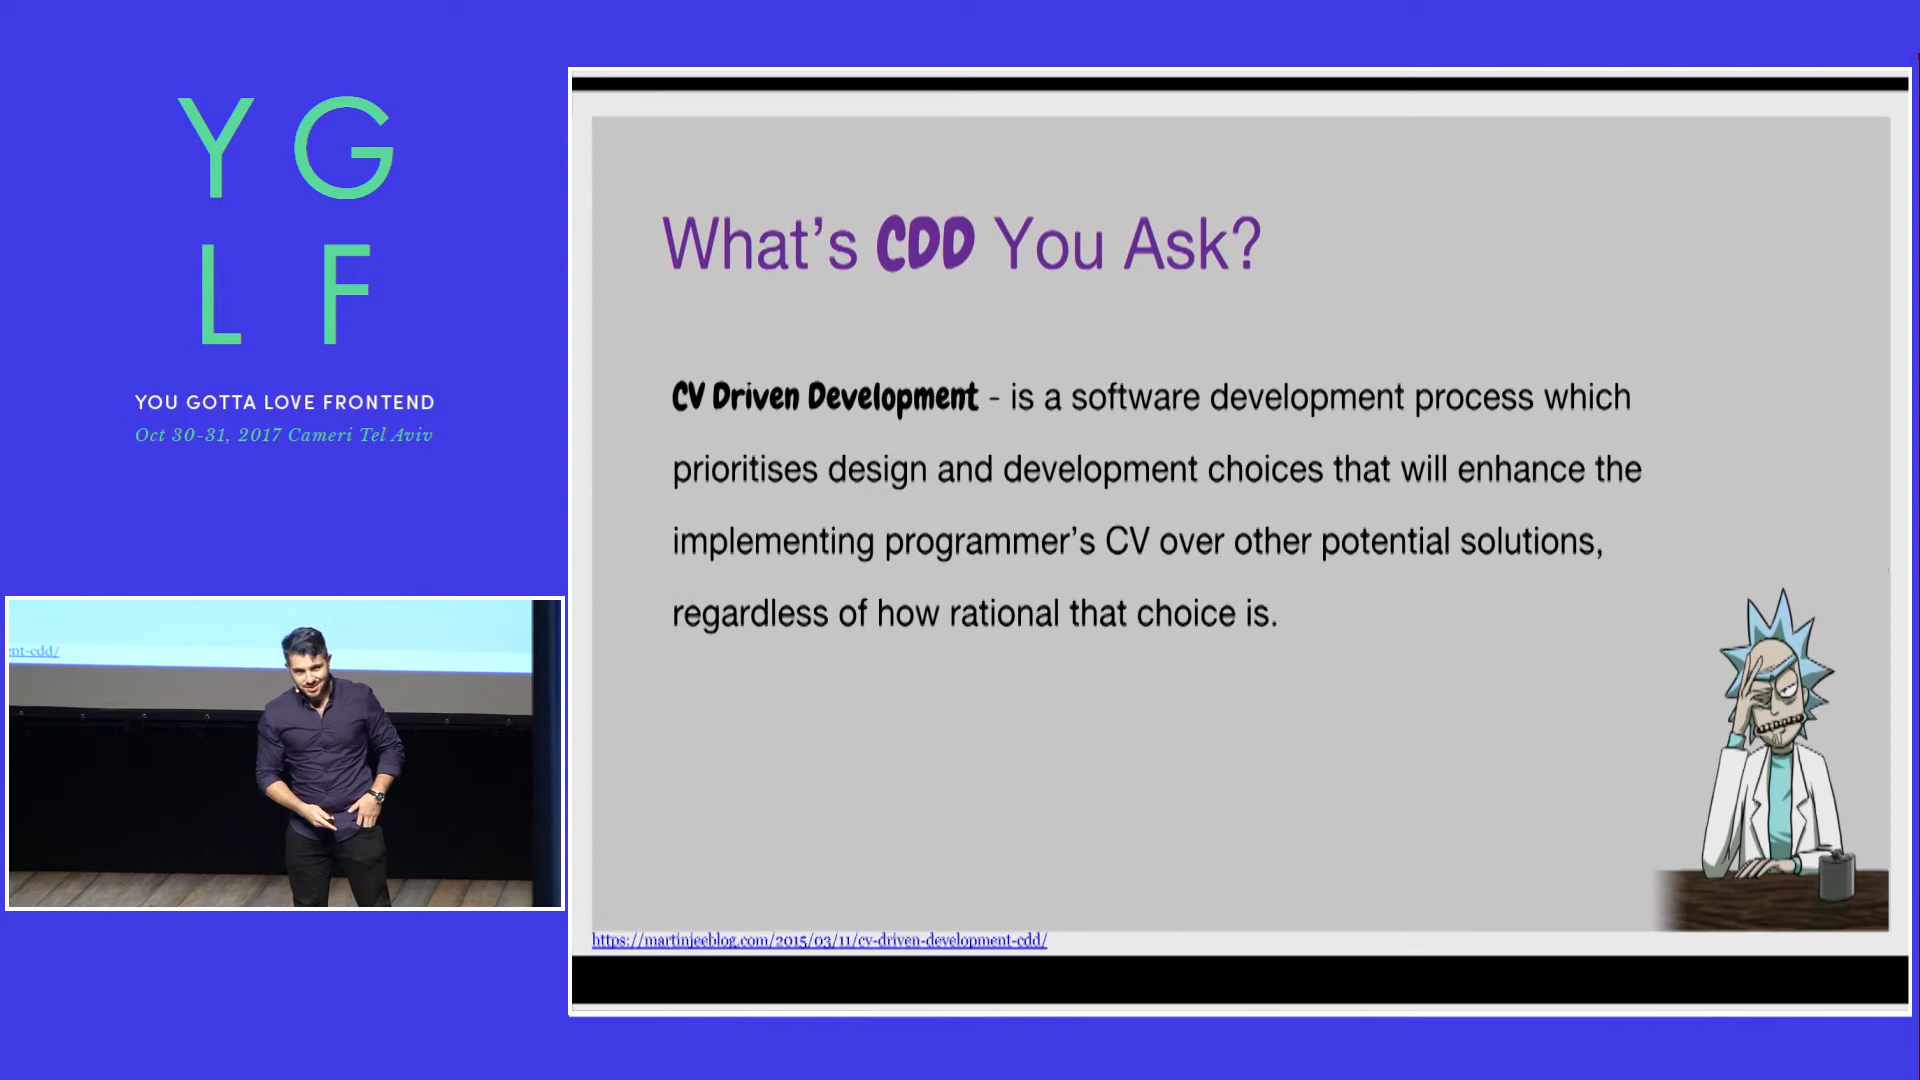 Y G
L F
YOU GOTTA LOVE FRONTEND
Oct 30-31, 2017 Cameri Tel Aviv
nt-cdd/
What's CDD You Ask?
CV Driven Development - is a software development process which
prioritises design and development choices that will enhance the
implementing programmer's CV over other potential solutions,
regardless of how rational that choice is.
https://martinjeeblog.com/2015/03/11/cv-driven-development-cdd/